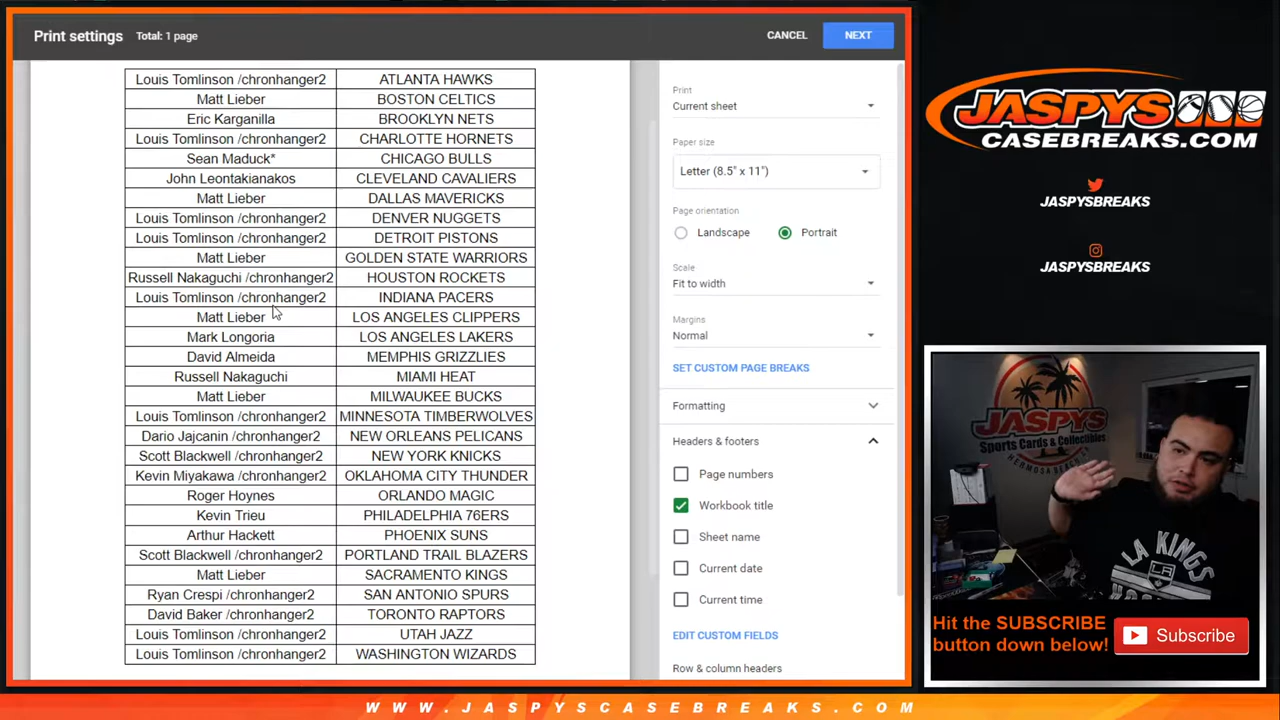 Print settings Total: 1 page CANCEL NEXT
Louis Tomlinson /chronhanger2 ATLANTA HAWKS
Matt Lieber BOSTON CELTICS
Eric Karganilla BROOKLYN NETS
Louis Tomlinson /chronhanger2 CHARLOTTE HORNETS
Sean Maduck* CHICAGO BULLS
John Leontakianakos CLEVELAND CAVALIERS
Matt Lieber DALLAS MAVERICKS
Louis Tomlinson /chronhanger2 DENVER NUGGETS
Louis Tomlinson /chronhanger2 DETROIT PISTONS
Matt Lieber GOLDEN STATE WARRIORS
Russell Nakaguchi /chronhanger2 HOUSTON ROCKETS
Louis Tomlinson /chronhanger2 INDIANA PACERS
Matt Lieber LOS ANGELES CLIPPERS
Mark Longoria LOS ANGELES LAKERS
David Almeida MEMPHIS GRIZZLIES
Russell Nakaguchi MIAMI HEAT
Matt Lieber MILWAUKEE BUCKS
Louis Tomlinson /chronhanger2 MINNESOTA TIMBERWOLVES
Dario Jajcanin /chronhanger2 NEW ORLEANS PELICANS
Scott Blackwell /chronhanger2 NEW YORK KNICKS
Kevin Miyakawa /chronhanger2 OKLAHOMA CITY THUNDER
Roger Hoynes ORLANDO MAGIC
Kevin Trieu PHILADELPHIA 76ERS
Arthur Hackett PHOENIX SUNS
Scott Blackwell /chronhanger2 PORTLAND TRAIL BLAZERS
Matt Lieber SACRAMENTO KINGS
Ryan Crespi /chronhanger2 SAN ANTONIO SPURS
David Baker /chronhanger2 TORONTO RAPTORS
Louis Tomlinson /chronhanger2 UTAH JAZZ
Louis Tomlinson /chronhanger2 WASHINGTON WIZARDS
Print
Current sheet
Paper size
Letter (8.5" x 11")
Page orientation
Landscape Portrait
Scale
Fit to width
Margins
Normal
SET CUSTOM PAGE BREAKS
Formatting
Headers & footers
Page numbers
Workbook title
Sheet name
Current date
Current time
EDIT CUSTOM FIELDS
Row & column headers
JASPYS
CASEBREAKS.COM
JASPYSBREAKS
JASPYSBREAKS
JASPYS
Sports Cards & Collectibles
HERMOSA BEACH
LA KINGS
LA
Hit the SUBSCRIBE
button down below!
Subscribe
WWW.JASPYSCASEBREAKS.COM